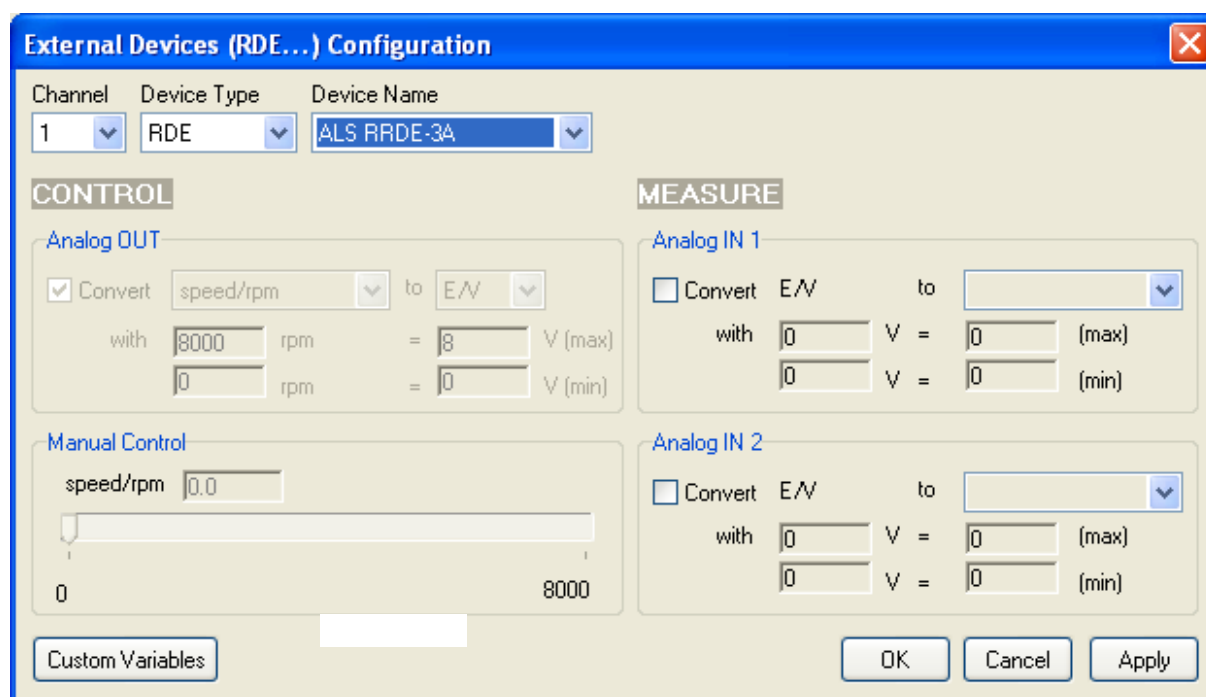 External Devices (RDE...) Configuration
Channel Device Type Device Name
1 RDE ALS RRDE-3A
CONTROL
Analog OUT
Convert speed/rpm to E/V
with 8000 rpm = 8 V (max)
0 rpm = 0 V (min)
Manual Control
speed/rpm 0.0
0 8000
MEASURE
Analog IN 1
Convert E/V to
with 0 V = 0 (max)
0 V = 0 (min)
Analog IN 2
Convert E/V to
with 0 V = 0 (max)
0 V = 0 (min)
Custom Variables OK Cancel Apply